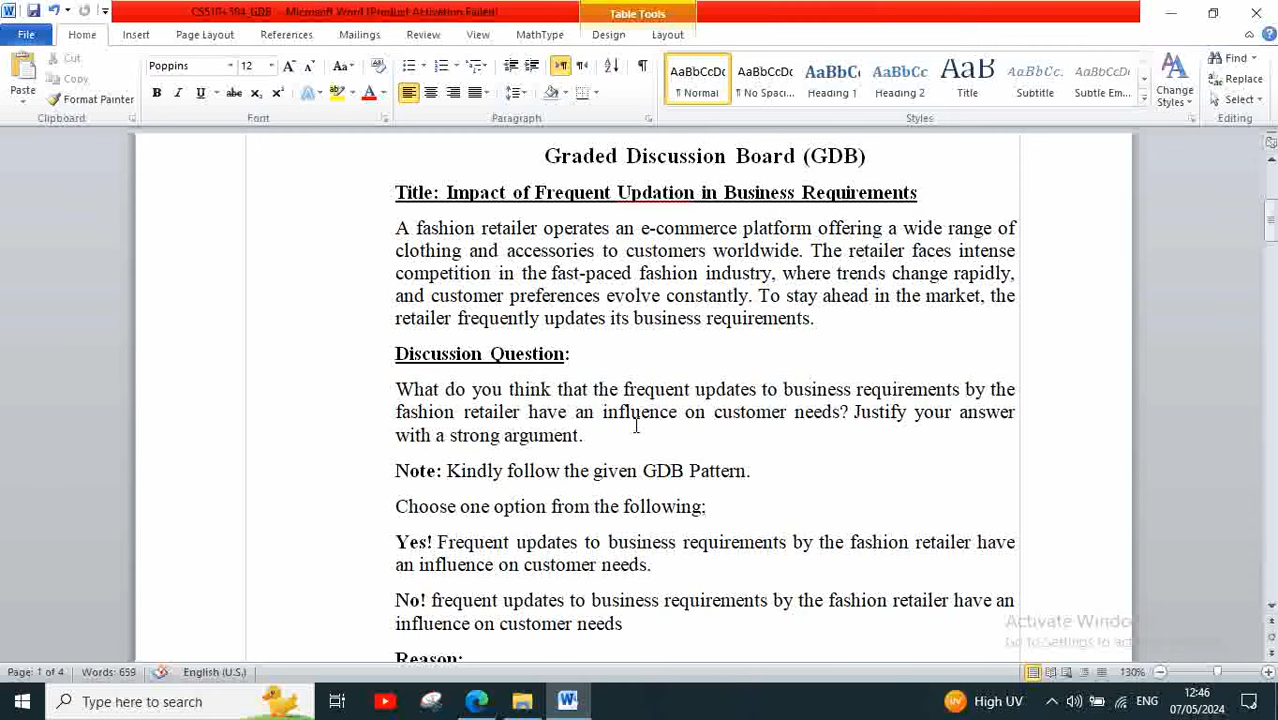 CS510+504_GDB - Microsoft Word (Product Activation Failed)
Table Tools
File Home Insert Page Layout References Mailings Review View MathType Design Layout
Paste
Cut
Copy
Format Painter
Clipboard
Poppins 12
Font
Paragraph
AaBbCcDc AaBbCcDc AaBbC AaBbCc AaB AaBbCc. AaBbCcDc
¶ Normal ¶ No Spaci... Heading 1 Heading 2 Title Subtitle Subtle Em...
Styles
Change
Styles
Find
Replace
Select
Editing
Graded Discussion Board (GDB)
Title: Impact of Frequent Updation in Business Requirements
A fashion retailer operates an e-commerce platform offering a wide range of
clothing and accessories to customers worldwide. The retailer faces intense
competition in the fast-paced fashion industry, where trends change rapidly,
and customer preferences evolve constantly. To stay ahead in the market, the
retailer frequently updates its business requirements.
Discussion Question:
What do you think that the frequent updates to business requirements by the
fashion retailer have an influence on customer needs? Justify your answer
with a strong argument.
Note: Kindly follow the given GDB Pattern.
Choose one option from the following;
Yes! Frequent updates to business requirements by the fashion retailer have
an influence on customer needs.
No! frequent updates to business requirements by the fashion retailer have an
influence on customer needs
Reason:
Activate Windows
Go to Settings to
Page: 1 of 4 Words: 659 English (U.S.) 130%
Type here to search
High UV
ENG
12:46
07/05/2024